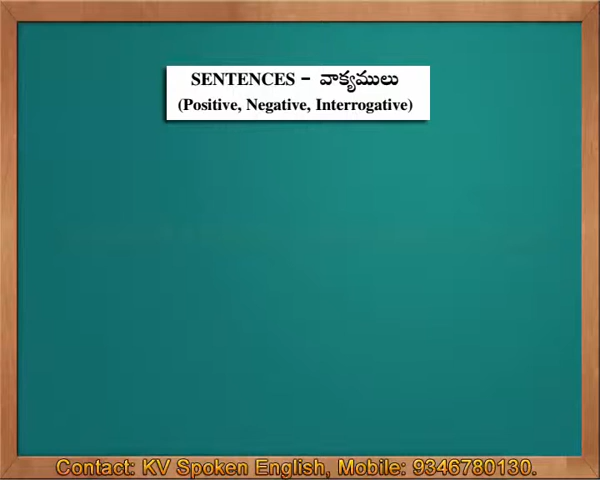 SENTENCES - వాక్యములు
(Positive, Negative, Interrogative)
Contact: KV Spoken English, Mobile: 9346780130.